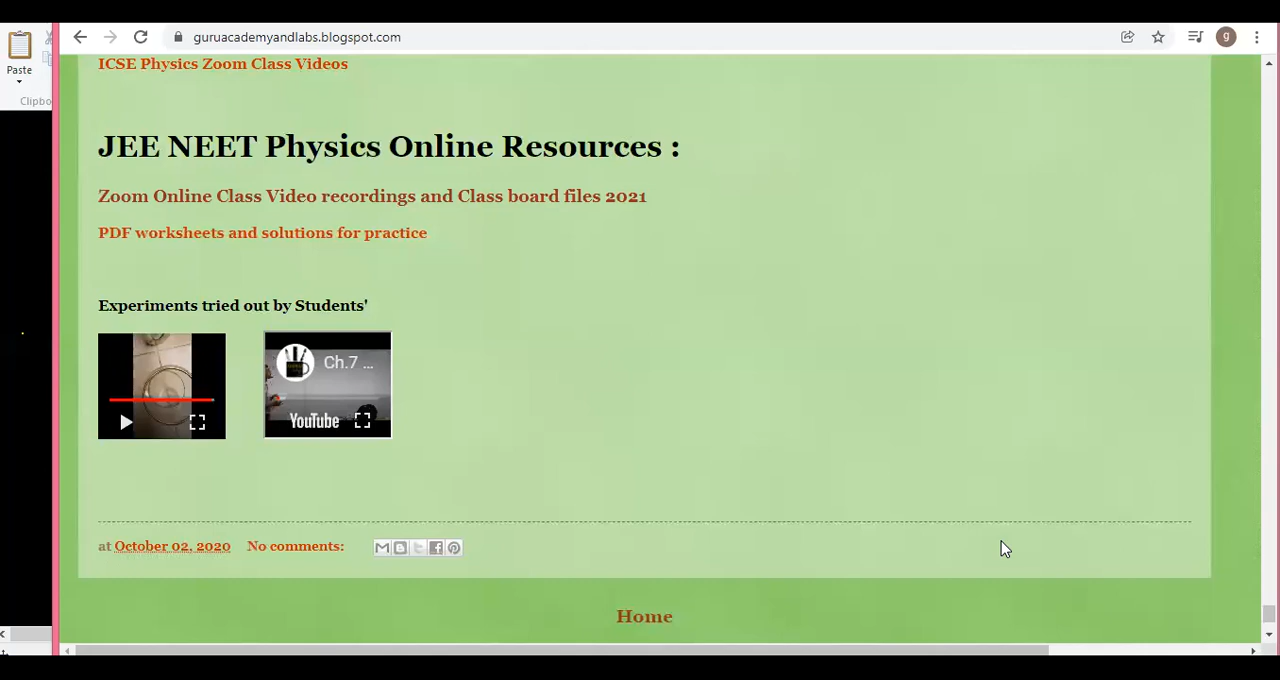 guruacademyandlabs.blogspot.com
g
Paste
Clipbo
ICSE Physics Zoom Class Videos
JEE NEET Physics Online Resources :
Zoom Online Class Video recordings and Class board files 2021
PDF worksheets and solutions for practice
Experiments tried out by Students'
Ch.7 ...
YouTube
at October 02, 2020 No comments:
Home